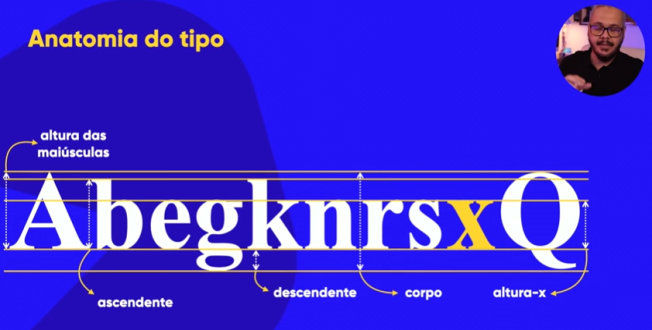 Anatomia do tipo
altura das
maiúsculas
AbegknrsxQ
ascendente
descendente
corpo
altura-x